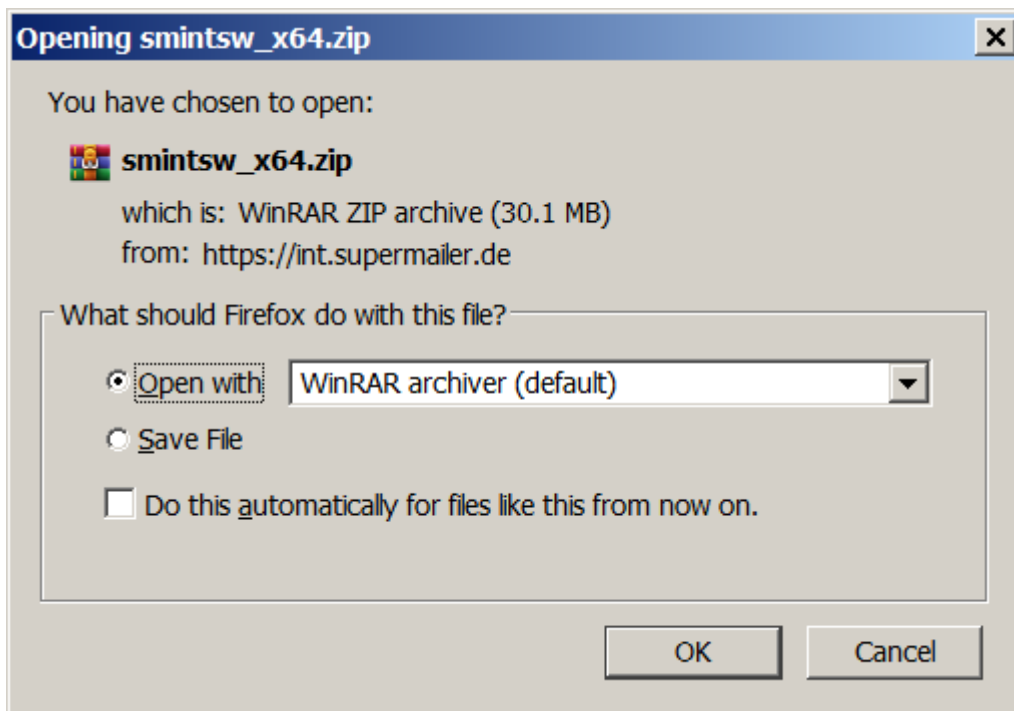 Opening smintsw_x64.zip
You have chosen to open:
smintsw_x64.zip
which is: WinRAR ZIP archive (30.1 MB)
from: https://int.supermailer.de
What should Firefox do with this file?
Open with WinRAR archiver (default)
Save File
Do this automatically for files like this from now on.
OK Cancel